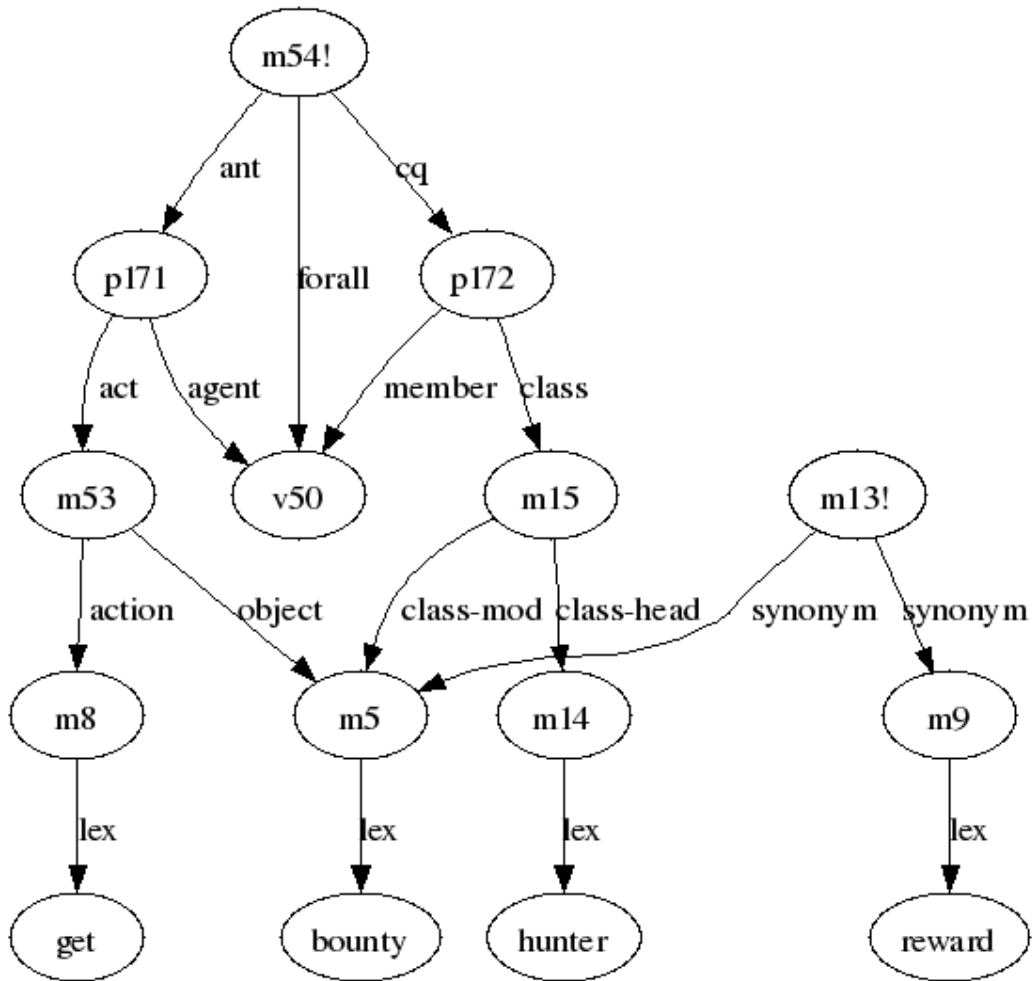 m54!
ant
cq
p171
forall
p172
act
agent
member
class
m53
v50
m15
m13!
action
object
class-mod
class-head
synonym
synonym
m8
m5
m14
m9
lex
lex
lex
lex
get
bounty
hunter
reward